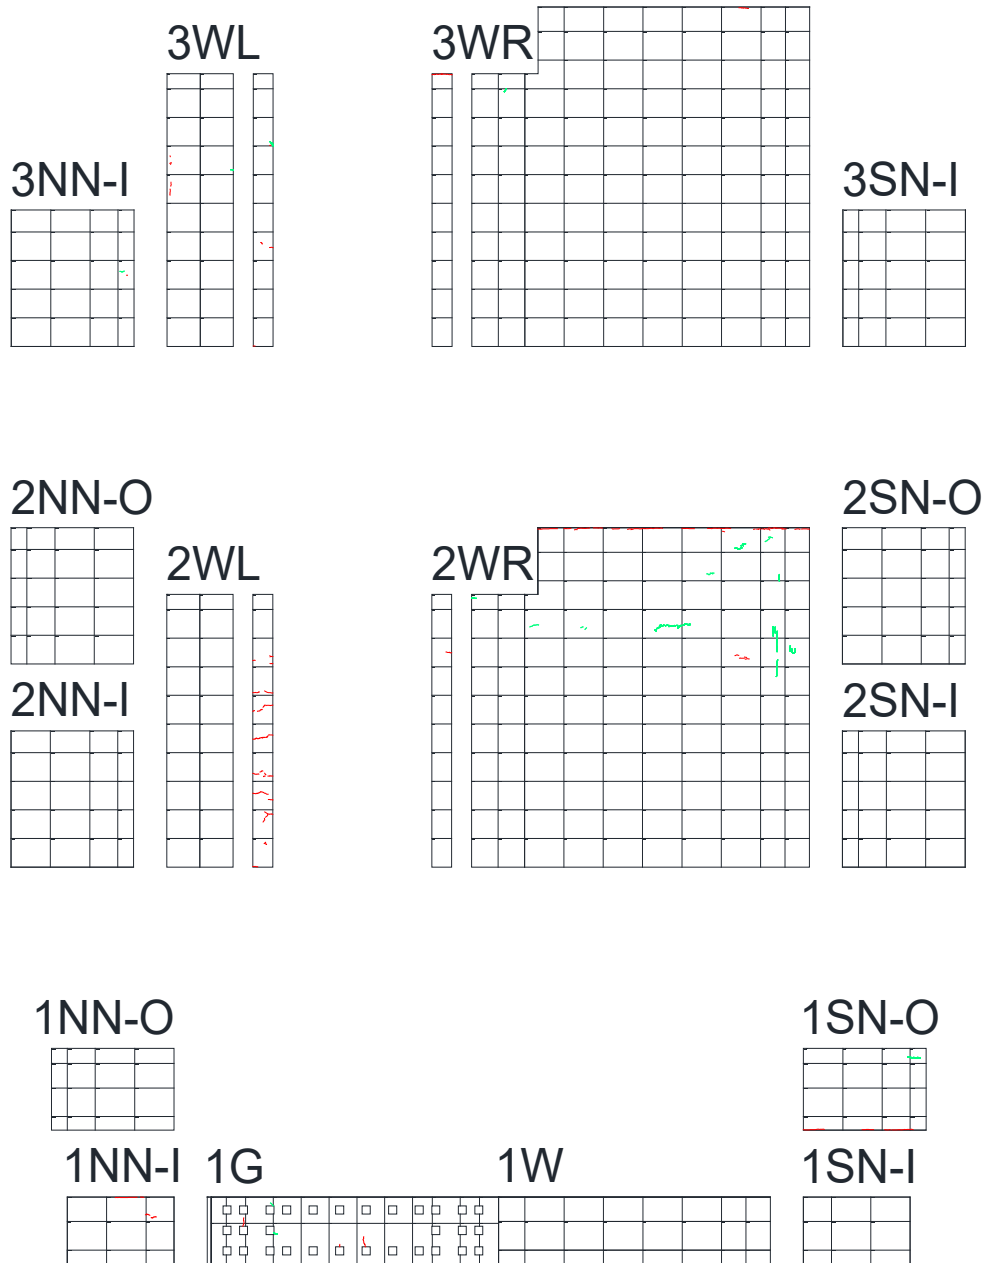 3WL
3WR
3NN-I
3SN-I
2NN-O
2SN-O
2WL
2WR
2NN-I
2SN-I
1NN-O
1SN-O
1NN-I
1G
1W
1SN-I